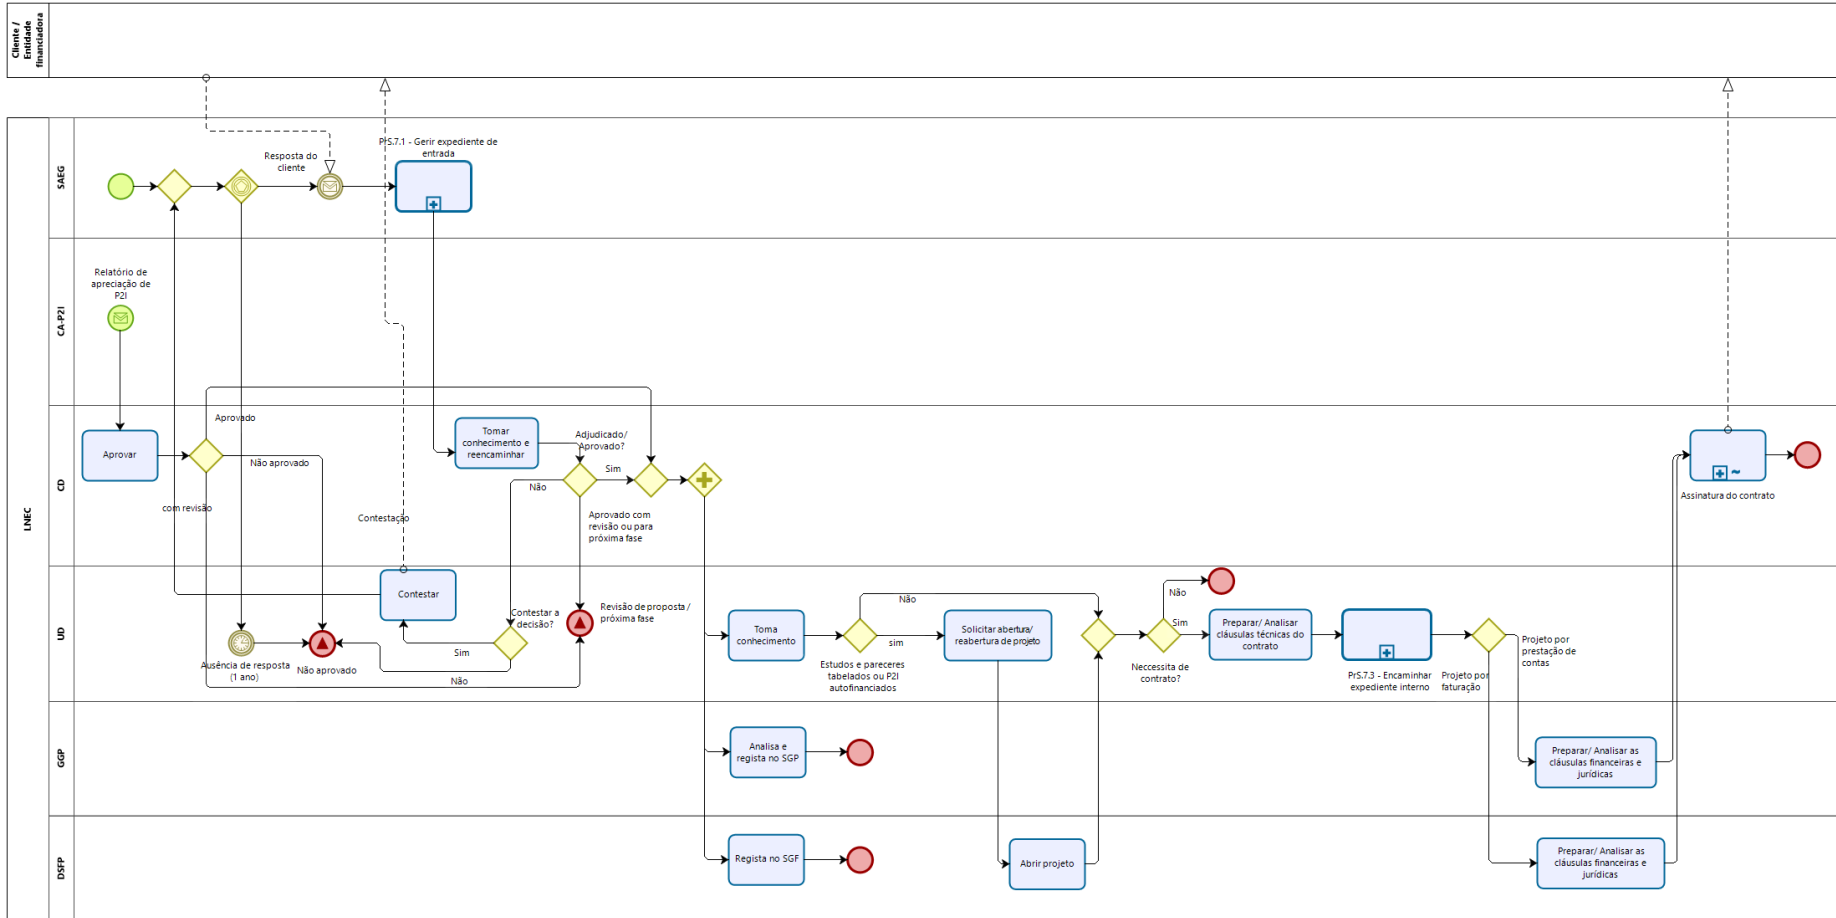 Cliente /
Entidade
financiadora
LNEC
SAEG
Resposta do
cliente
PrS.7.1 - Gerir expediente de
entrada
CA-P2I
Relatório de
apreciação de
P2I
CD
Aprovar
Aprovado
Não aprovado
com revisão
Contestação
Tomar
conhecimento e
reencaminhar
Adjudicado/
Aprovado?
Sim
Não
Aprovado com
revisão ou para
próxima fase
Assinatura do contrato
UD
Contestar
Contestar a
decisão?
Sim
Não
Ausência de resposta
(1 ano)
Não aprovado
Revisão de proposta /
próxima fase
Toma
conhecimento
Não
sim
Estudos e pareceres
tabelados ou P2I
autofinanciados
Solicitar abertura/
reabertura de projeto
Não
Sim
Neccessita de
contrato?
Preparar/ Analisar
cláusulas técnicas do
contrato
PrS.7.3 - Encaminhar
expediente interno
Projeto por
prestação de
contas
Projeto por
faturação
GGP
Analisa e
regista no SGP
Preparar/ Analisar as
cláusulas financeiras e
jurídicas
DSFP
Regista no SGF
Abrir projeto
Preparar/ Analisar as
cláusulas financeiras e
jurídicas